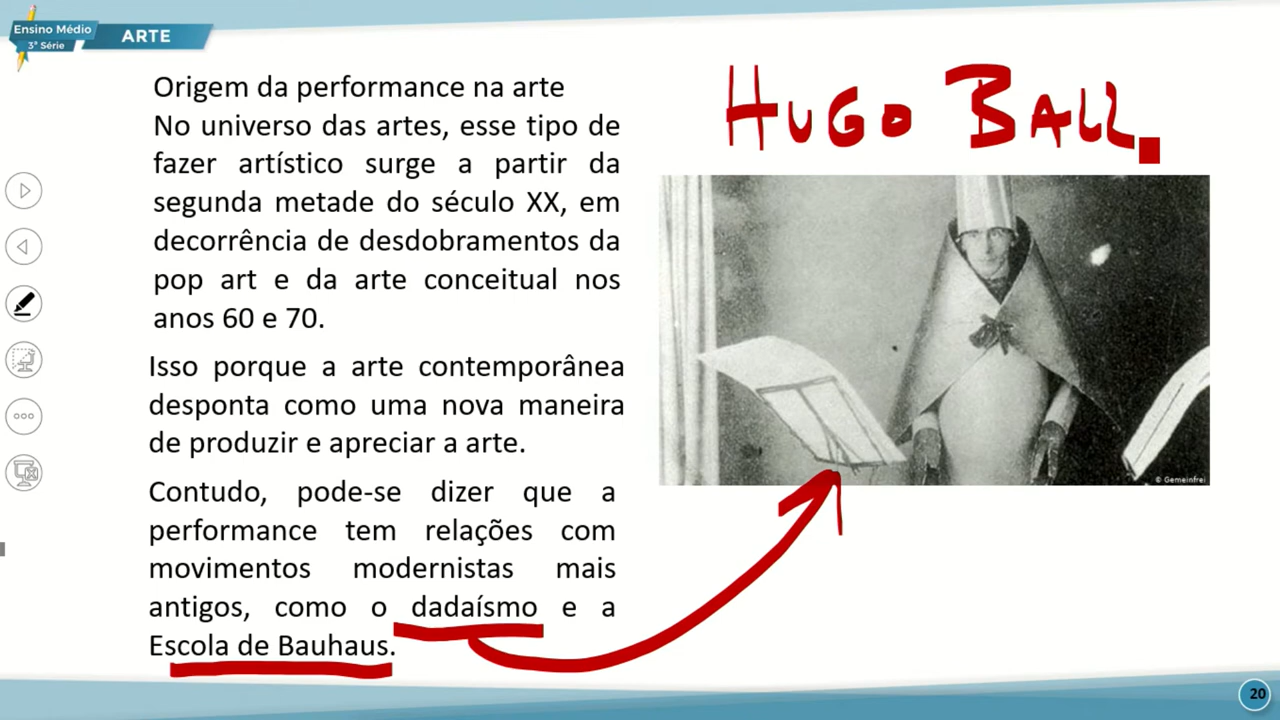 Ensino Médio
3ª Série
ARTE
Origem da performance na arte
No universo das artes, esse tipo de
fazer artístico surge a partir da
segunda metade do século XX, em
decorrência de desdobramentos da
pop art e da arte conceitual nos
anos 60 e 70.
Isso porque a arte contemporânea
desponta como uma nova maneira
de produzir e apreciar a arte.
Contudo, pode-se dizer que a
performance tem relações com
movimentos modernistas mais
antigos, como o dadaísmo e a
Escola de Bauhaus.
HUGO BALL.
© Gemeinfrei
20